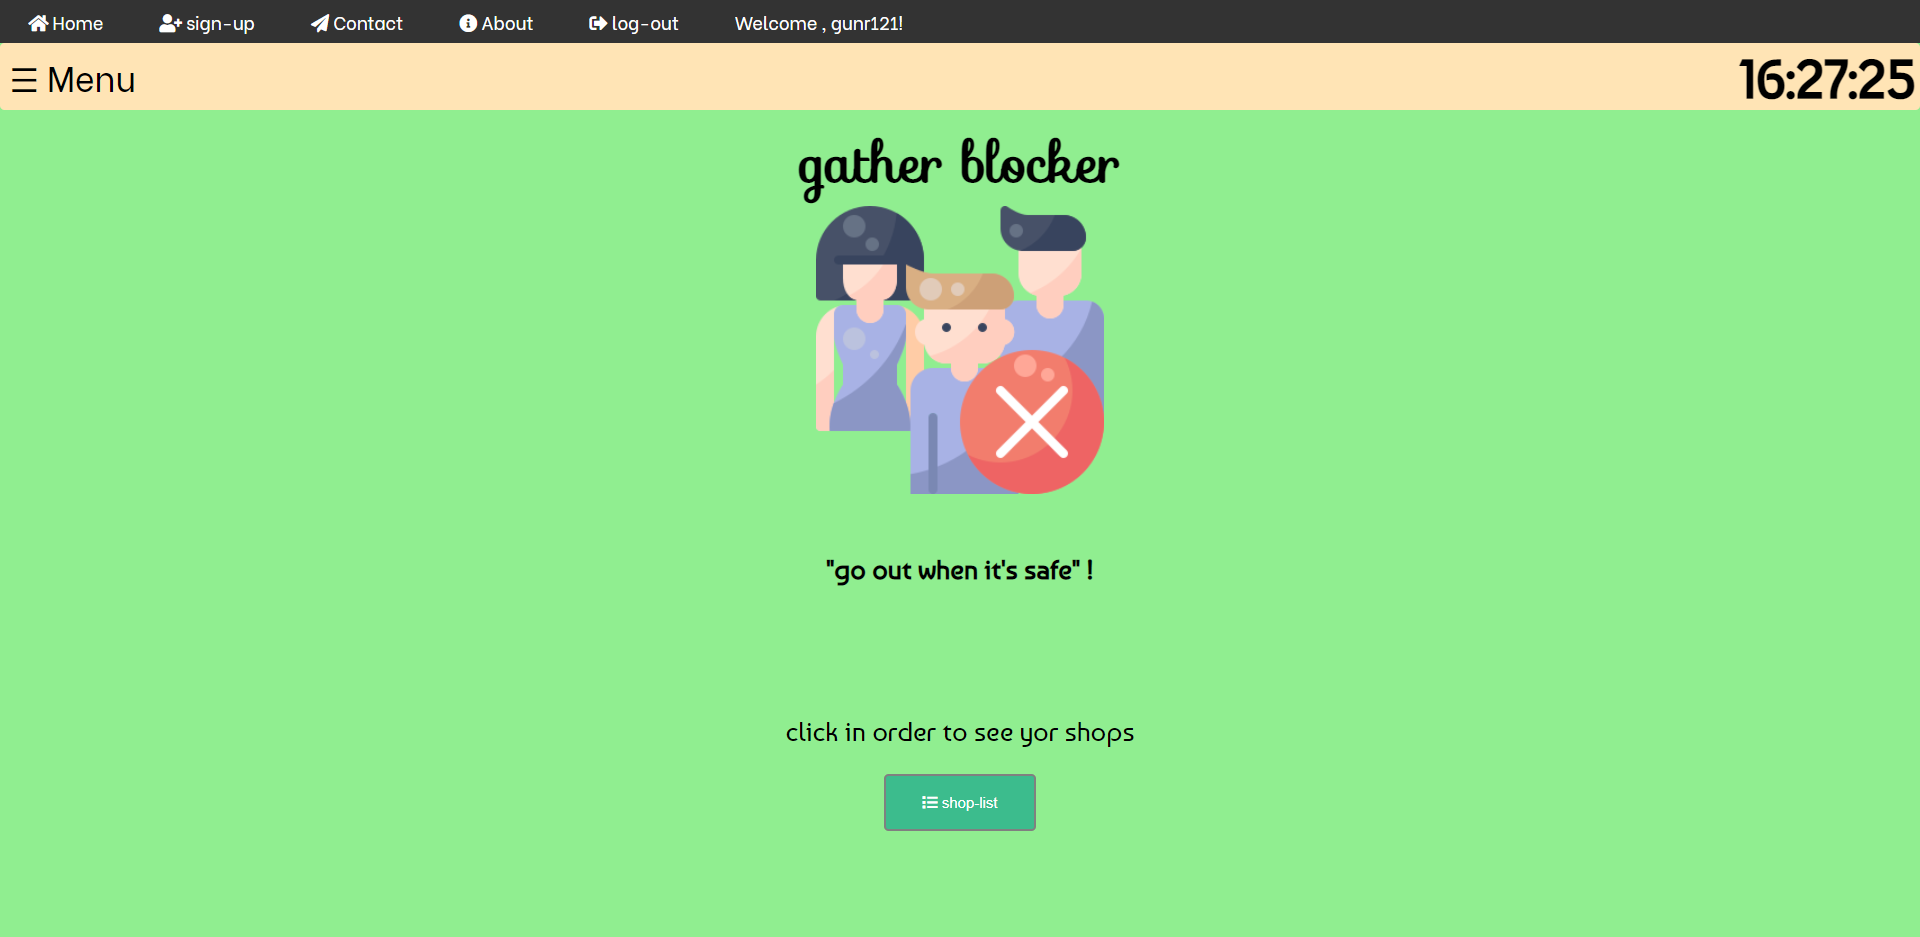 Home sign-up Contact About log-out Welcome , gunr121!
☰ Menu 16:27:25
gather blocker
"go out when it's safe" !
click in order to see yor shops
shop-list